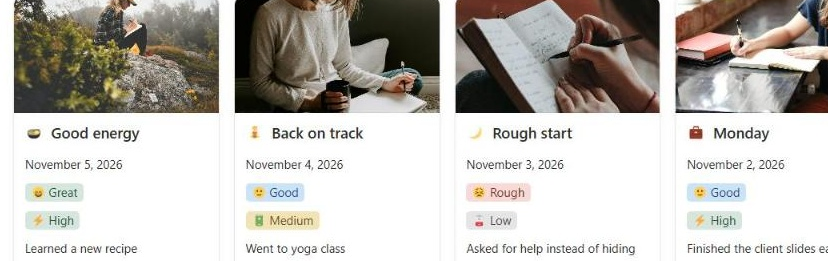 Good energy
November 5, 2026
Great
High
Learned a new recipe
Back on track
November 4, 2026
Good
Medium
Went to yoga class
Rough start
November 3, 2026
Rough
Low
Asked for help instead of hiding
Monday
November 2, 2026
Good
High
Finished the client slides